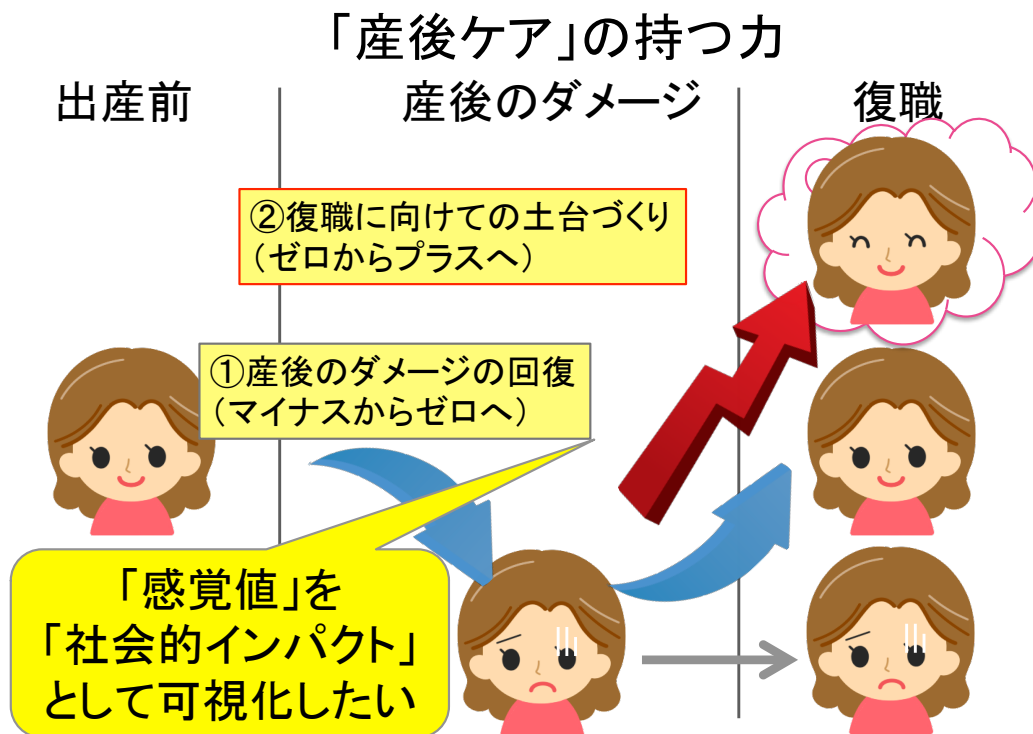 「産後ケア」の持つ力
出産前
産後のダメージ
復職
②復職に向けての土台づくり
(ゼロからプラスへ)
①産後のダメージの回復
(マイナスからゼロへ)
「感覚値」を
「社会的インパクト」
として可視化したい